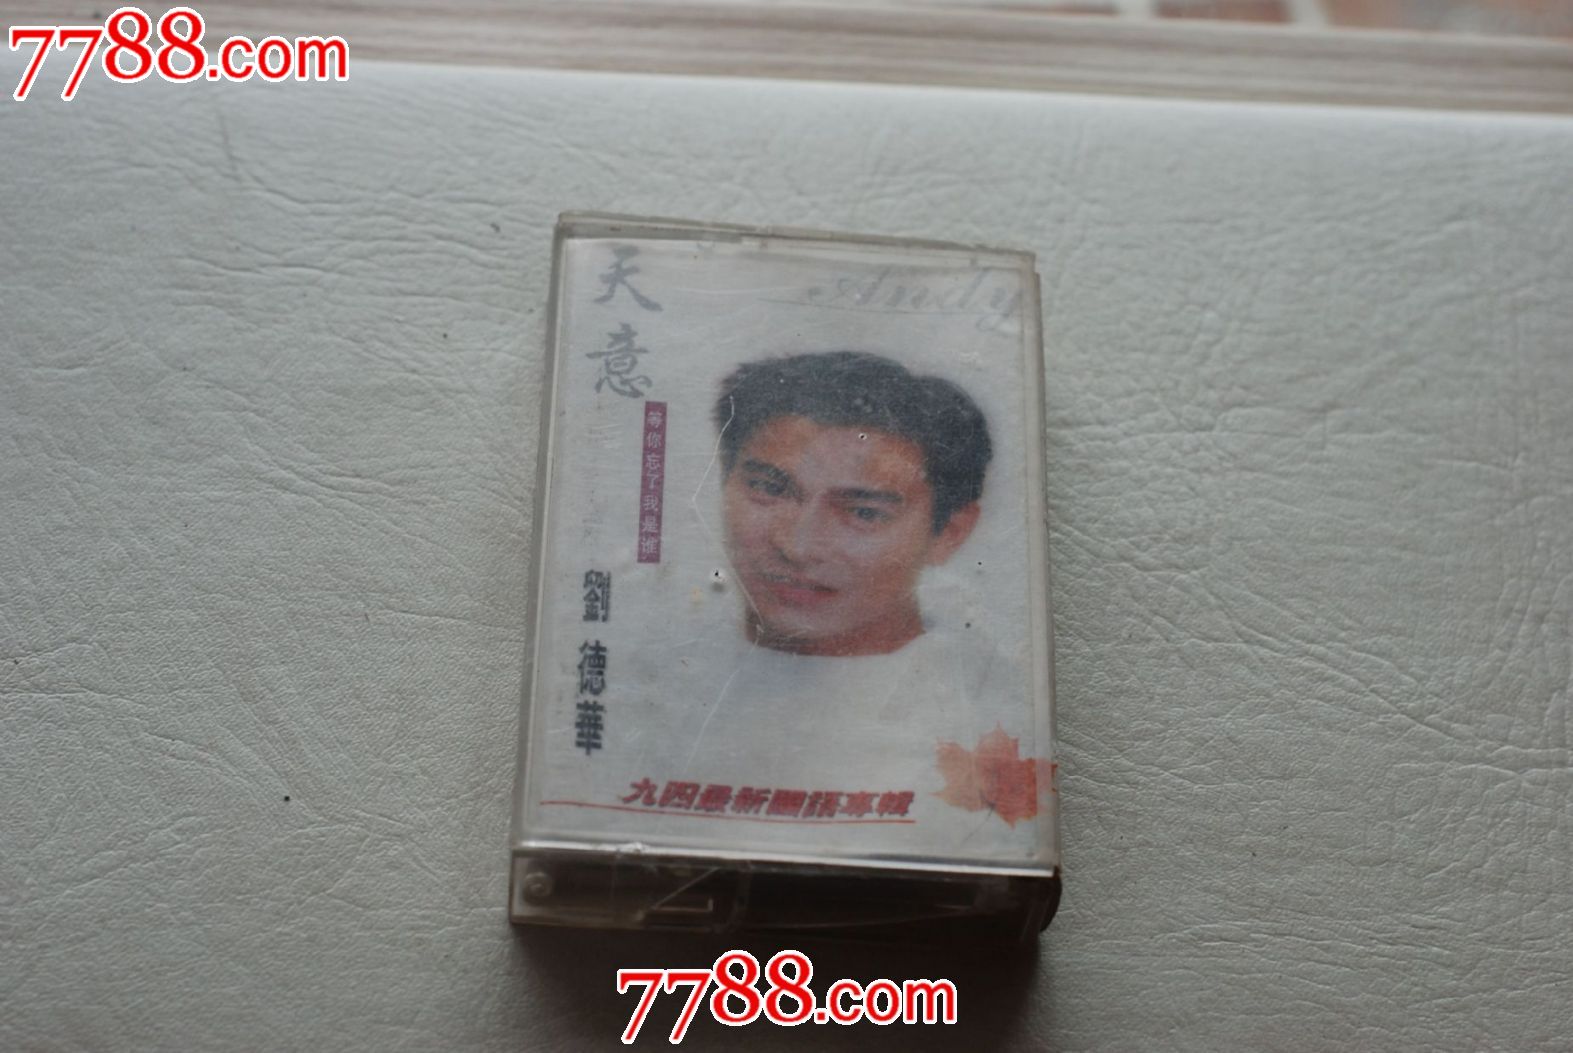 7788.com
天意
Andy
等你忘了我是谁
劉德華
九四最新國語專輯
7788.com